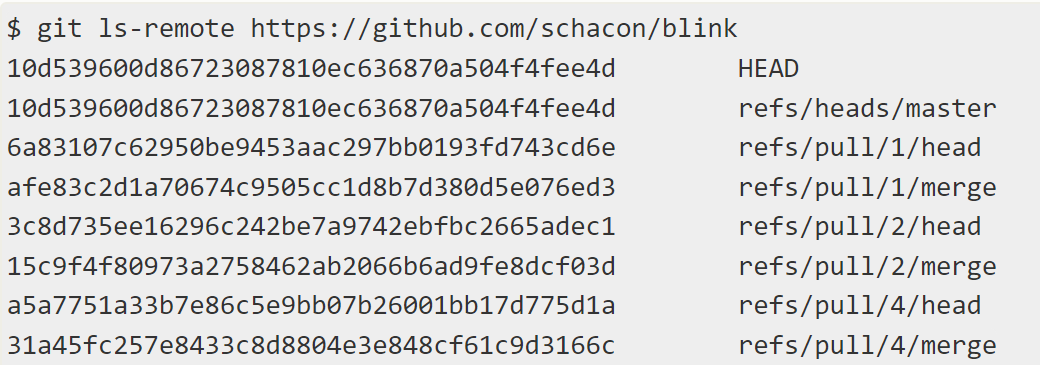 $ git ls-remote https://github.com/schacon/blink
10d539600d86723087810ec636870a504f4fee4d HEAD
10d539600d86723087810ec636870a504f4fee4d refs/heads/master
6a83107c62950be9453aac297bb0193fd743cd6e refs/pull/1/head
afe83c2d1a70674c9505cc1d8b7d380d5e076ed3 refs/pull/1/merge
3c8d735ee16296c242be7a9742ebfbc2665adec1 refs/pull/2/head
15c9f4f80973a2758462ab2066b6ad9fe8dcf03d refs/pull/2/merge
a5a7751a33b7e86c5e9bb07b26001bb17d775d1a refs/pull/4/head
31a45fc257e8433c8d8804e3e848cf61c9d3166c refs/pull/4/merge